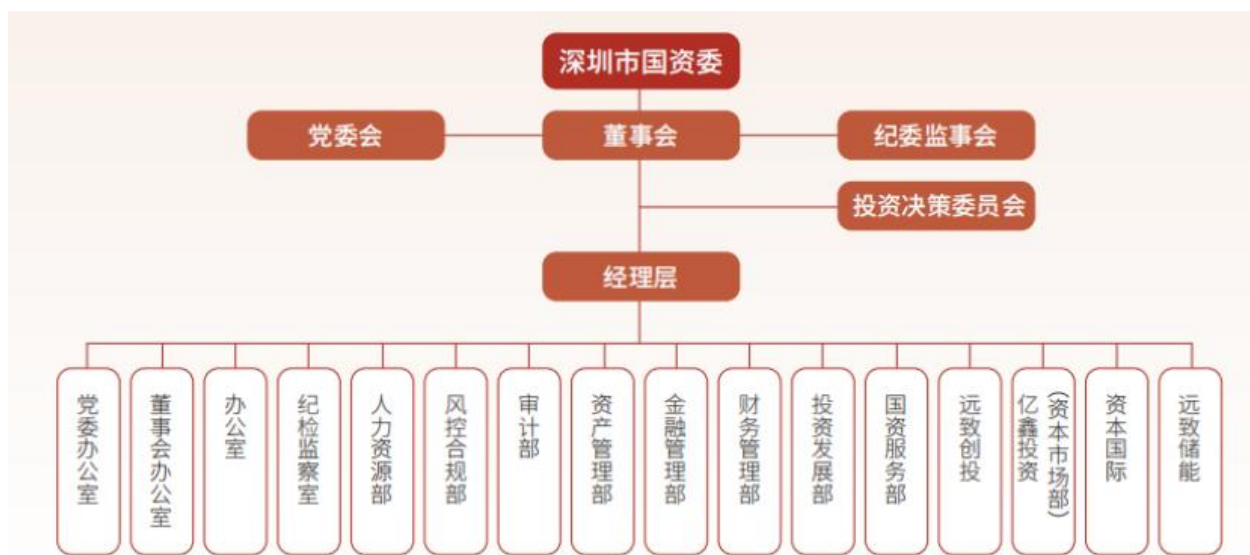 深圳市国资委
党委会
董事会
纪委监事会
投资决策委员会
经理层
党委办公室
董事会办公室
办公室
纪检监察室
人力资源部
风控合规部
审计部
资产管理部
金融管理部
财务管理部
投资发展部
国资服务部
远致创投
亿鑫投资
（资本市场部）
资本国际
远致储能